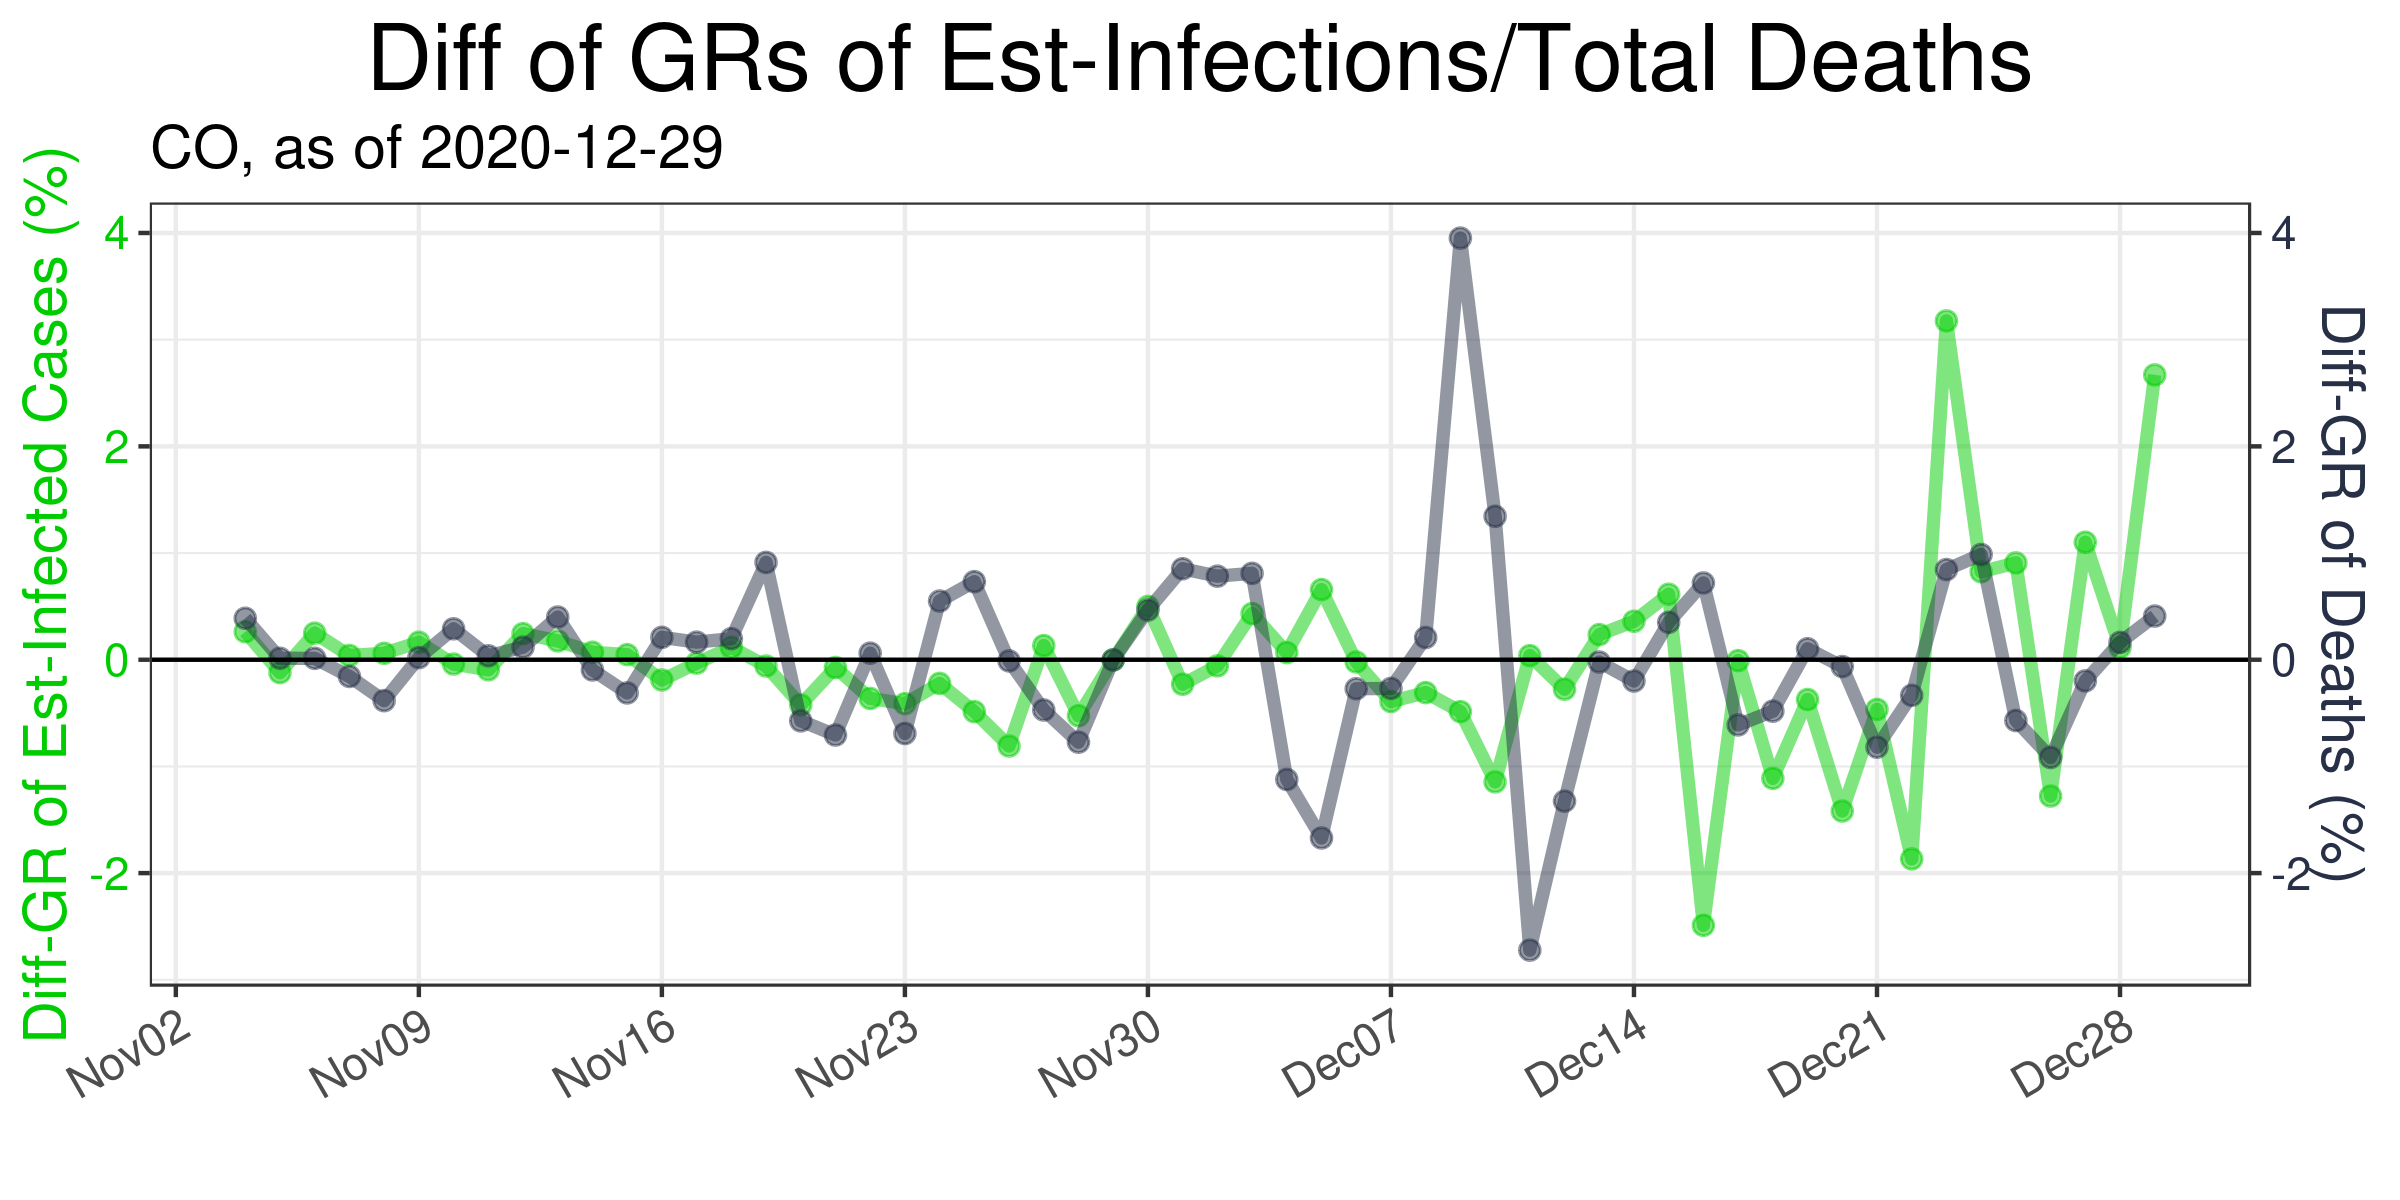 Diff of GRs of Est-Infections/Total Deaths
CO, as of 2020-12-29
Diff-GR of Est-Infected Cases (%)
4
2
0
-2
4
2
0
-2
Diff-GR of Deaths (%)
Nov02
Nov09
Nov16
Nov23
Nov30
Dec07
Dec14
Dec21
Dec28